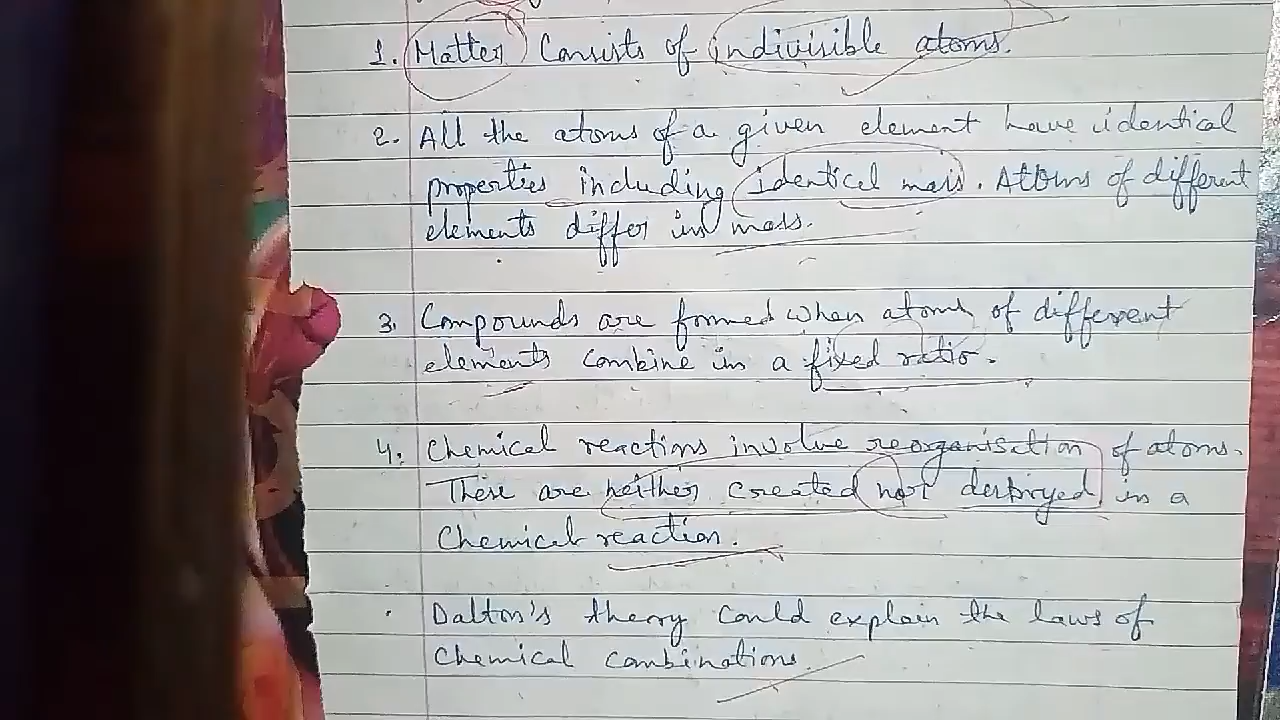 1. Matter Consists of indivisible atoms.
2. All the atoms of a given element have identical
properties including identical mass. Atoms of different
elements differ in mass.
3. Compounds are formed when atoms of different
elements combine in a fixed ratio.
4. Chemical reactions involve reorganisation of atoms.
These are neither created nor destroyed in a
Chemical reaction.
· Dalton's theory could explain the laws of
Chemical combinations.